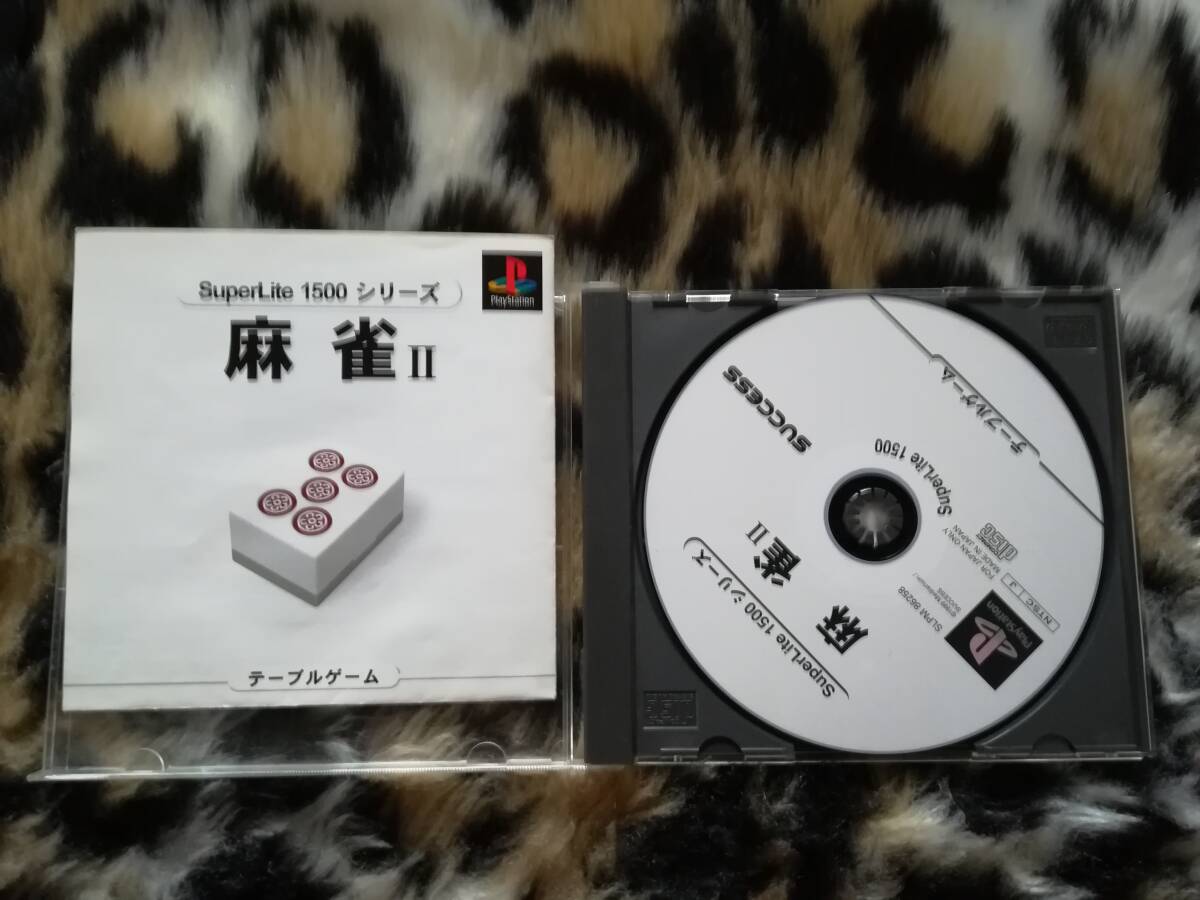 SuperLite 1500 シリーズ
PlayStation
麻雀II
テーブルゲーム
テーブルゲーム
SUCCESS
SuperLite 1500
SuperLite 1500 シリーズ
麻雀II
COMPACT
disc
FOR JAPAN ONLY
MADE IN JAPAN
NTSC J
SLPM 86258
SUCCESS
PlayStation